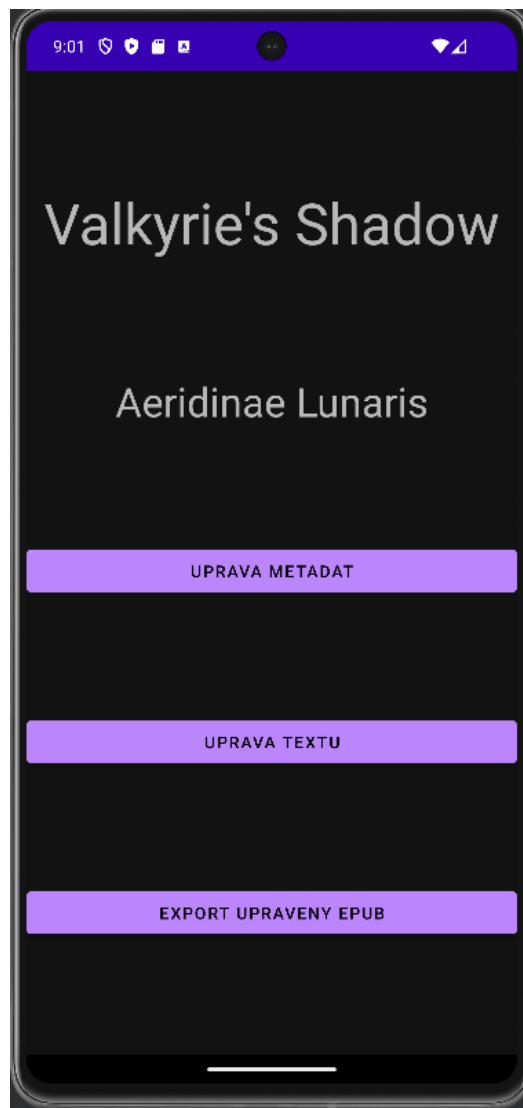 9:01
Valkyrie's Shadow
Aeridinae Lunaris
UPRAVA METADAT
UPRAVA TEXTU
EXPORT UPRAVENY EPUB